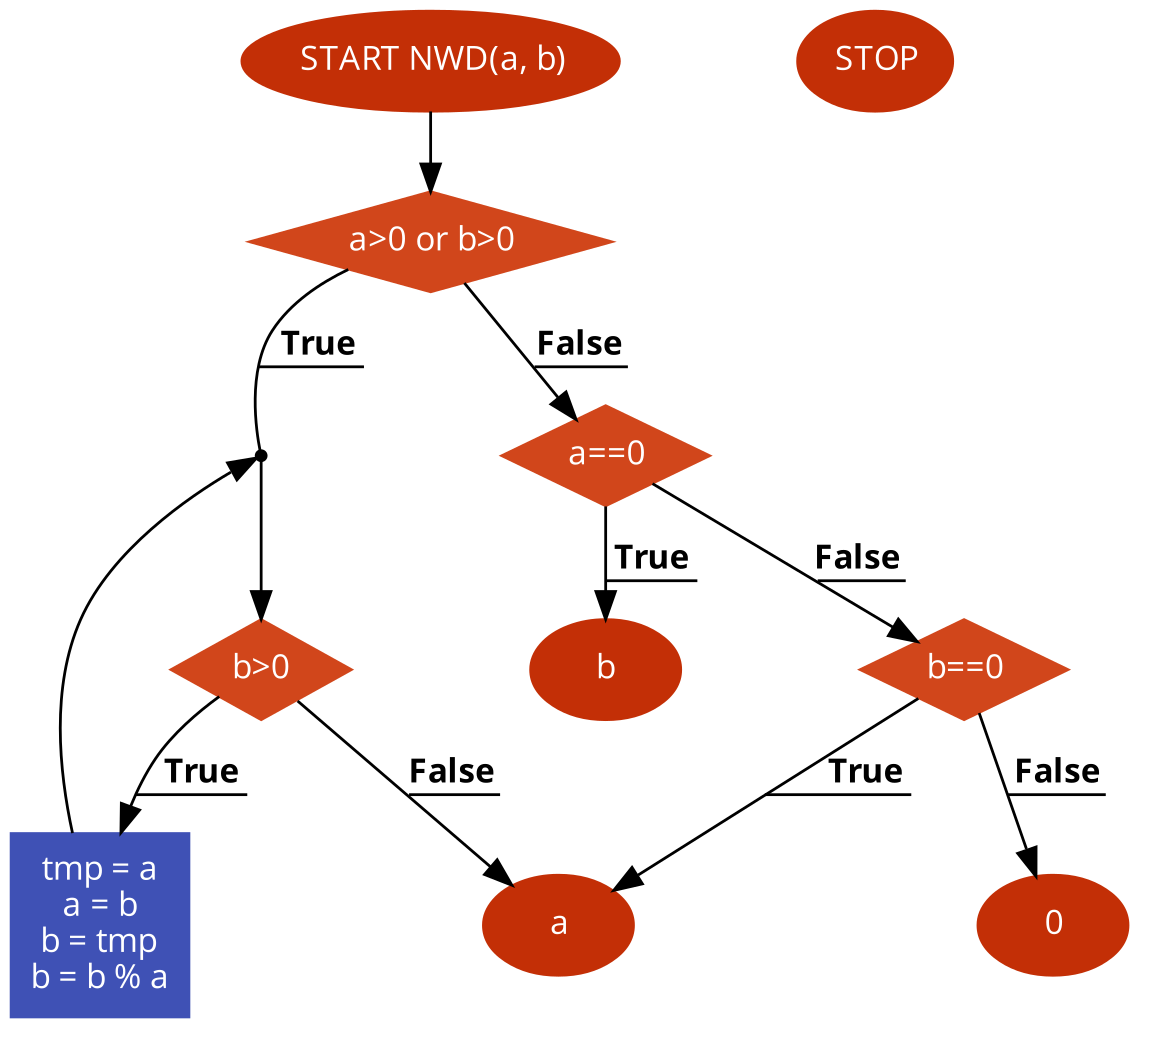 START NWD(a, b)
STOP
a>0 or b>0
True
False
a==0
True
False
b>0
b
b==0
True
False
True
False
tmp = a
a = b
b = tmp
b = b % a
a
0